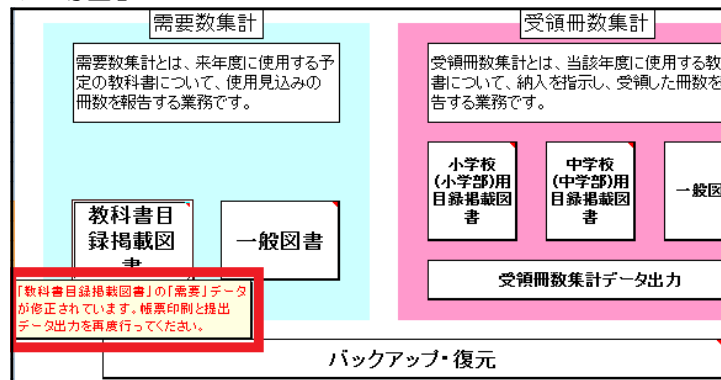 需要数集計
需要数集計とは、来年度に使用する予
定の教科書について、使用見込みの
冊数を報告する業務です。
教科書目
録掲載図
書
一般図書
「教科書目録掲載図書」の「需要」データ
が修正されています。帳票印刷と提出
データ出力を再度行ってください。
受領冊数集計
受領冊数集計とは、当該年度に使用する教
書について、納入を指示し、受領した冊数を
告する業務です。
小学校
(小学部)用
目録掲載図
書
中学校
(中学部)用
目録掲載図
書
一般図
受領冊数集計データ出力
バックアップ・復元